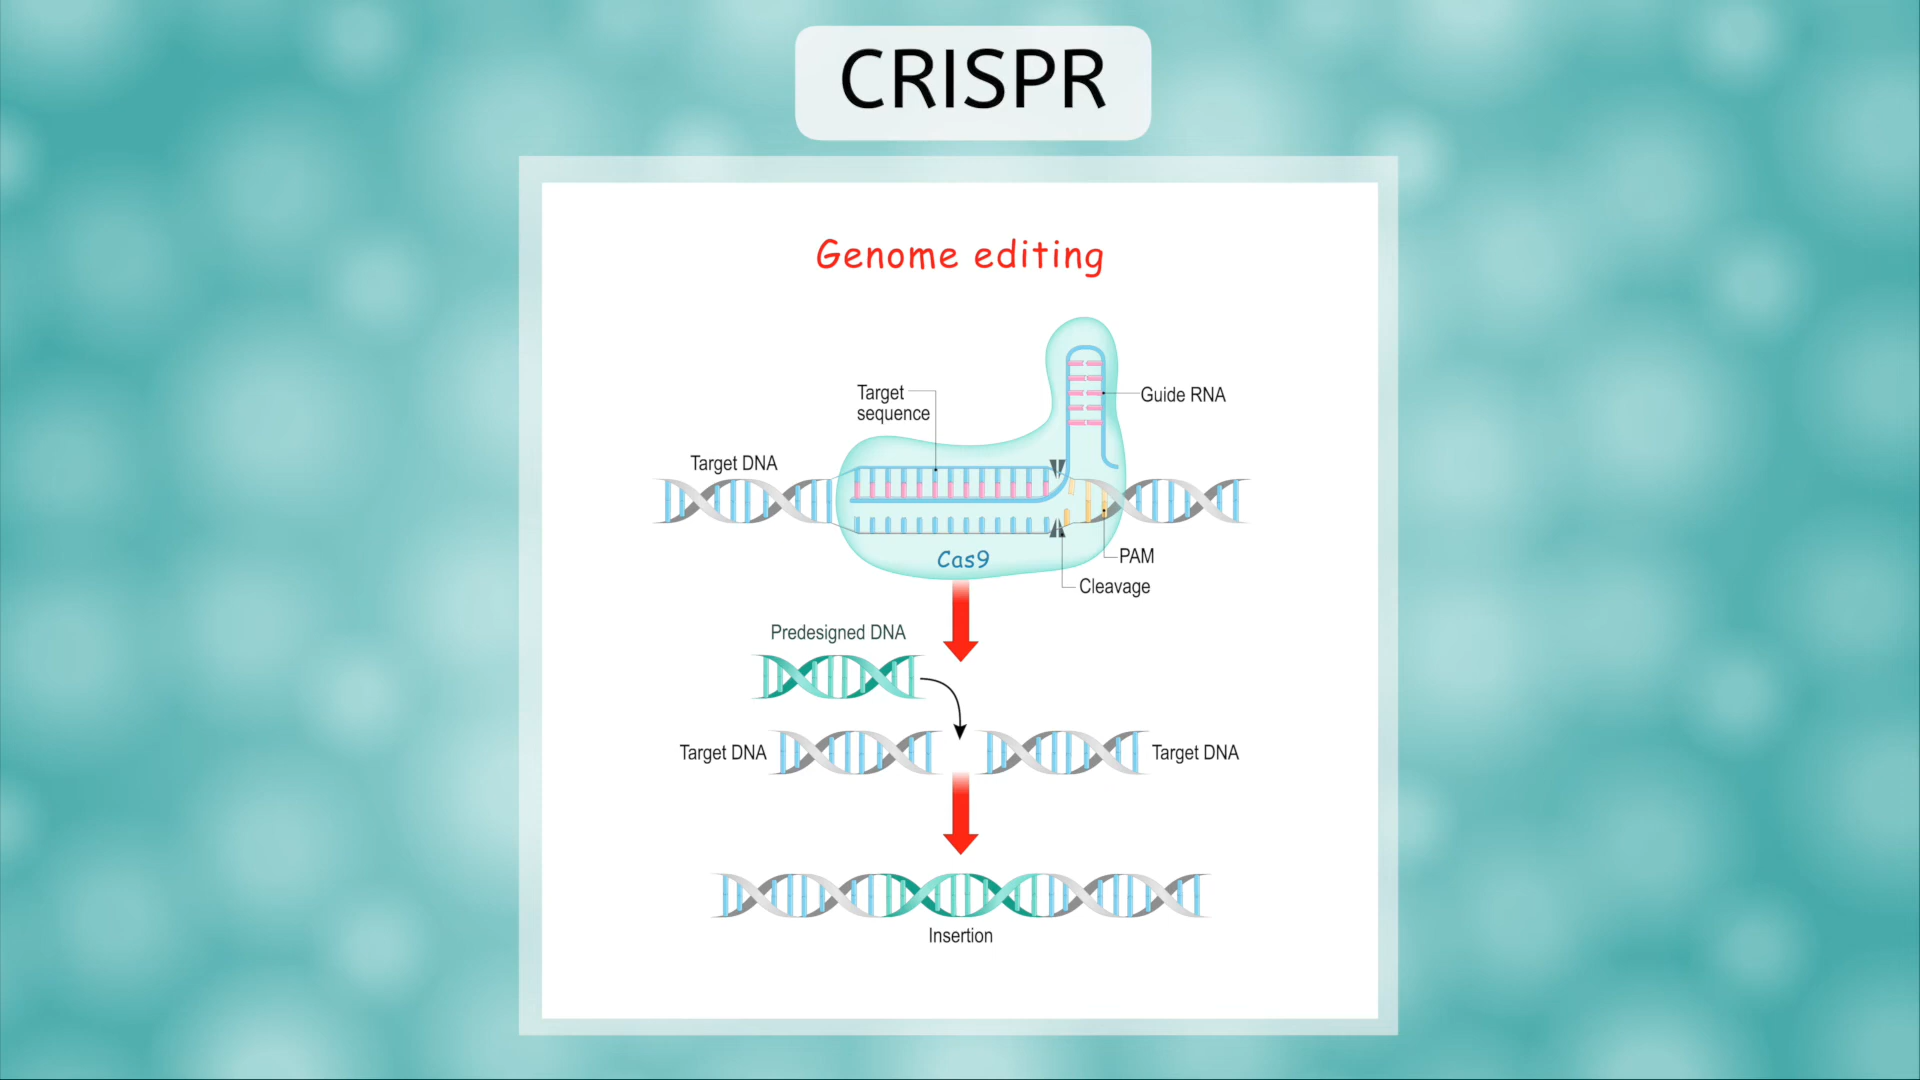 CRISPR
Genome editing
Target
sequence
Guide RNA
Target DNA
Cas9
PAM
Cleavage
Predesigned DNA
Target DNA
Target DNA
Insertion